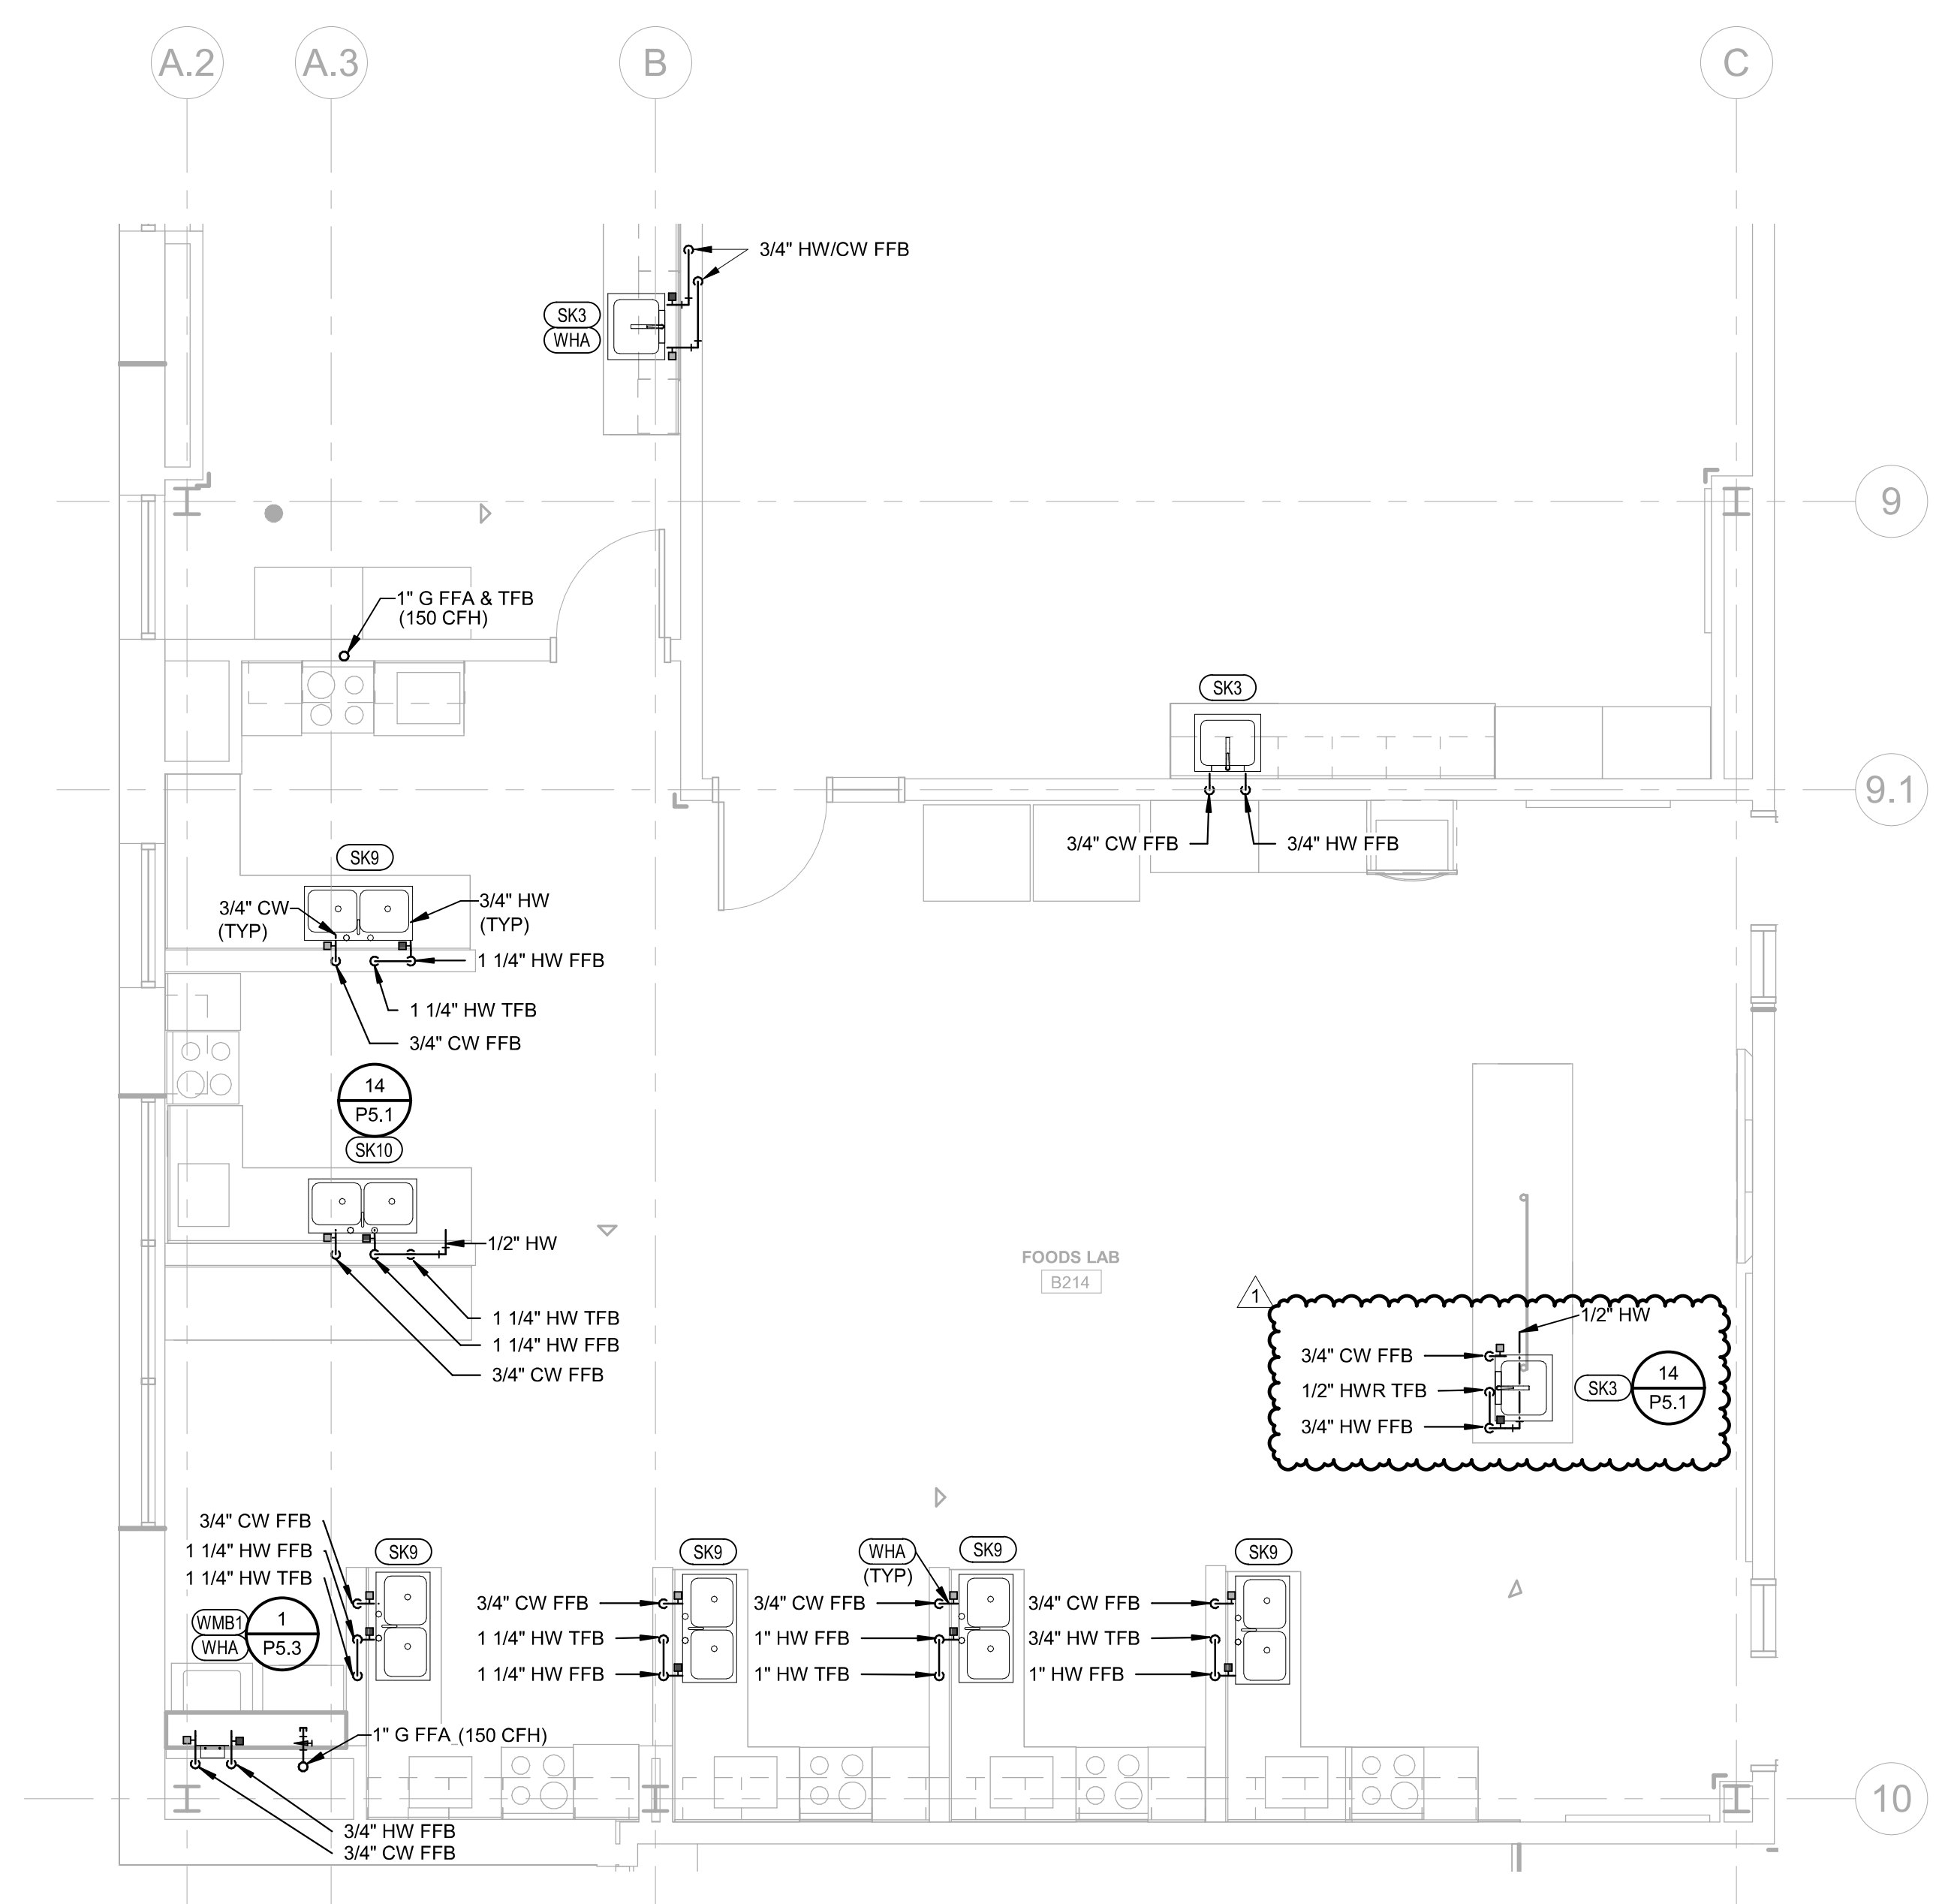 A.2
A.3
B
C
3/4" HW/CW FFB
SK3
WHA
9
1" G FFA & TFB
(150 CFH)
SK3
9.1
3/4" CW FFB
3/4" HW FFB
SK9
3/4" CW
(TYP)
3/4" HW
(TYP)
1 1/4" HW FFB
1 1/4" HW TFB
3/4" CW FFB
14
P5.1
SK10
1/2" HW
1 1/4" HW TFB
1 1/4" HW FFB
3/4" CW FFB
FOODS LAB
B214
1
1/2" HW
3/4" CW FFB
1/2" HWR TFB
3/4" HW FFB
SK3
14
P5.1
3/4" CW FFB
1 1/4" HW FFB
1 1/4" HW TFB
SK9
WMB1
WHA
1
P5.3
SK9
3/4" CW FFB
1 1/4" HW TFB
1 1/4" HW FFB
WHA
(TYP)
SK9
3/4" CW FFB
1" HW FFB
1" HW TFB
SK9
3/4" CW FFB
3/4" HW TFB
1" HW FFB
1" G FFA (150 CFH)
10
3/4" HW FFB
3/4" CW FFB